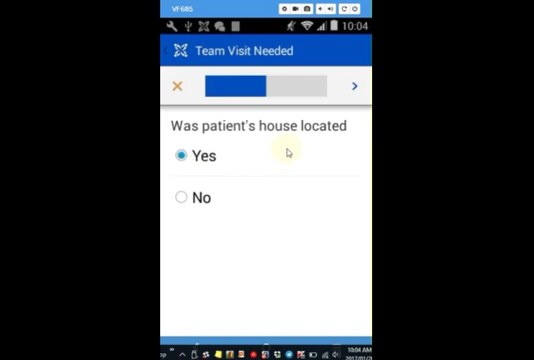 VF685
10:04
Team Visit Needed
Was patient's house located
Yes
No
10:04 AM